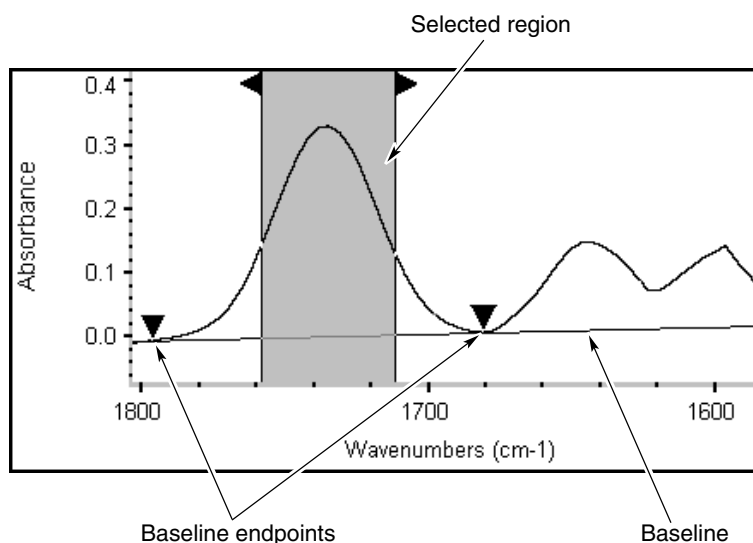 Selected region
0.4
0.3
0.2
0.1
0.0
Absorbance
1800
1700
1600
Wavenumbers (cm-1)
Baseline endpoints
Baseline